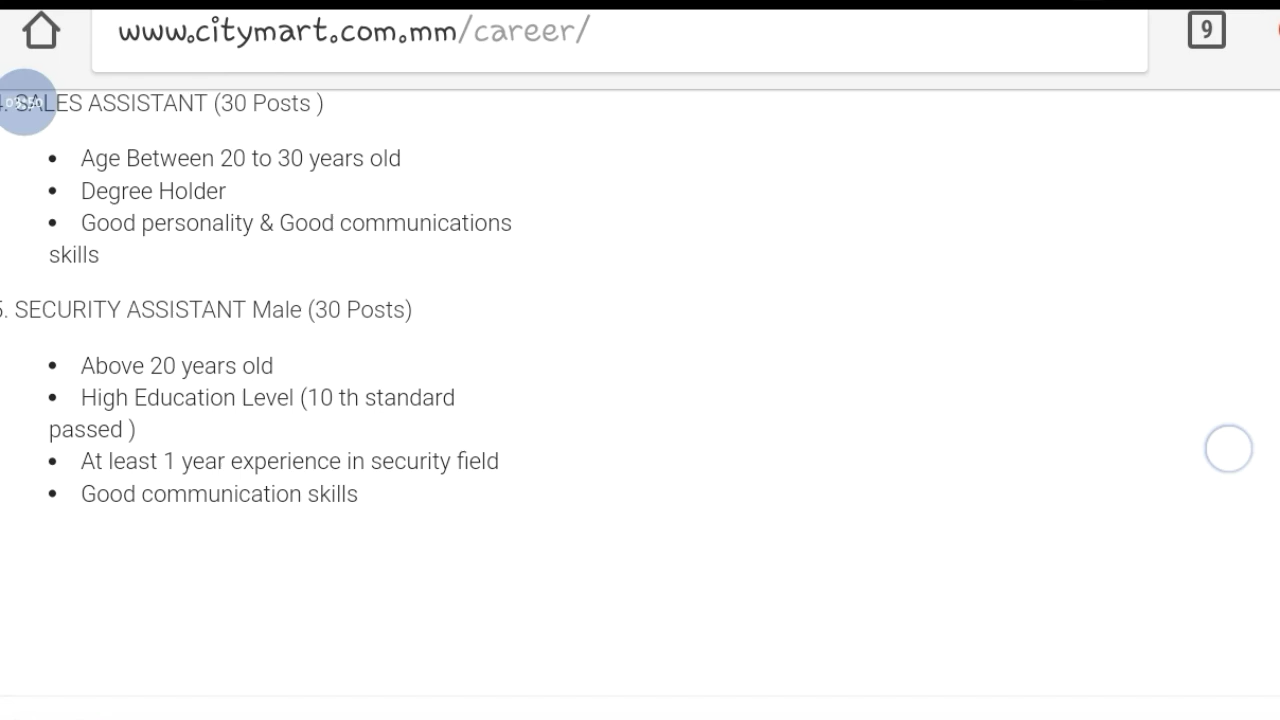 www.citymart.com.mm/career/
9
. SALES ASSISTANT (30 Posts )
• Age Between 20 to 30 years old
• Degree Holder
• Good personality & Good communications
skills
5. SECURITY ASSISTANT Male (30 Posts)
• Above 20 years old
• High Education Level (10 th standard
passed )
• At least 1 year experience in security field
• Good communication skills